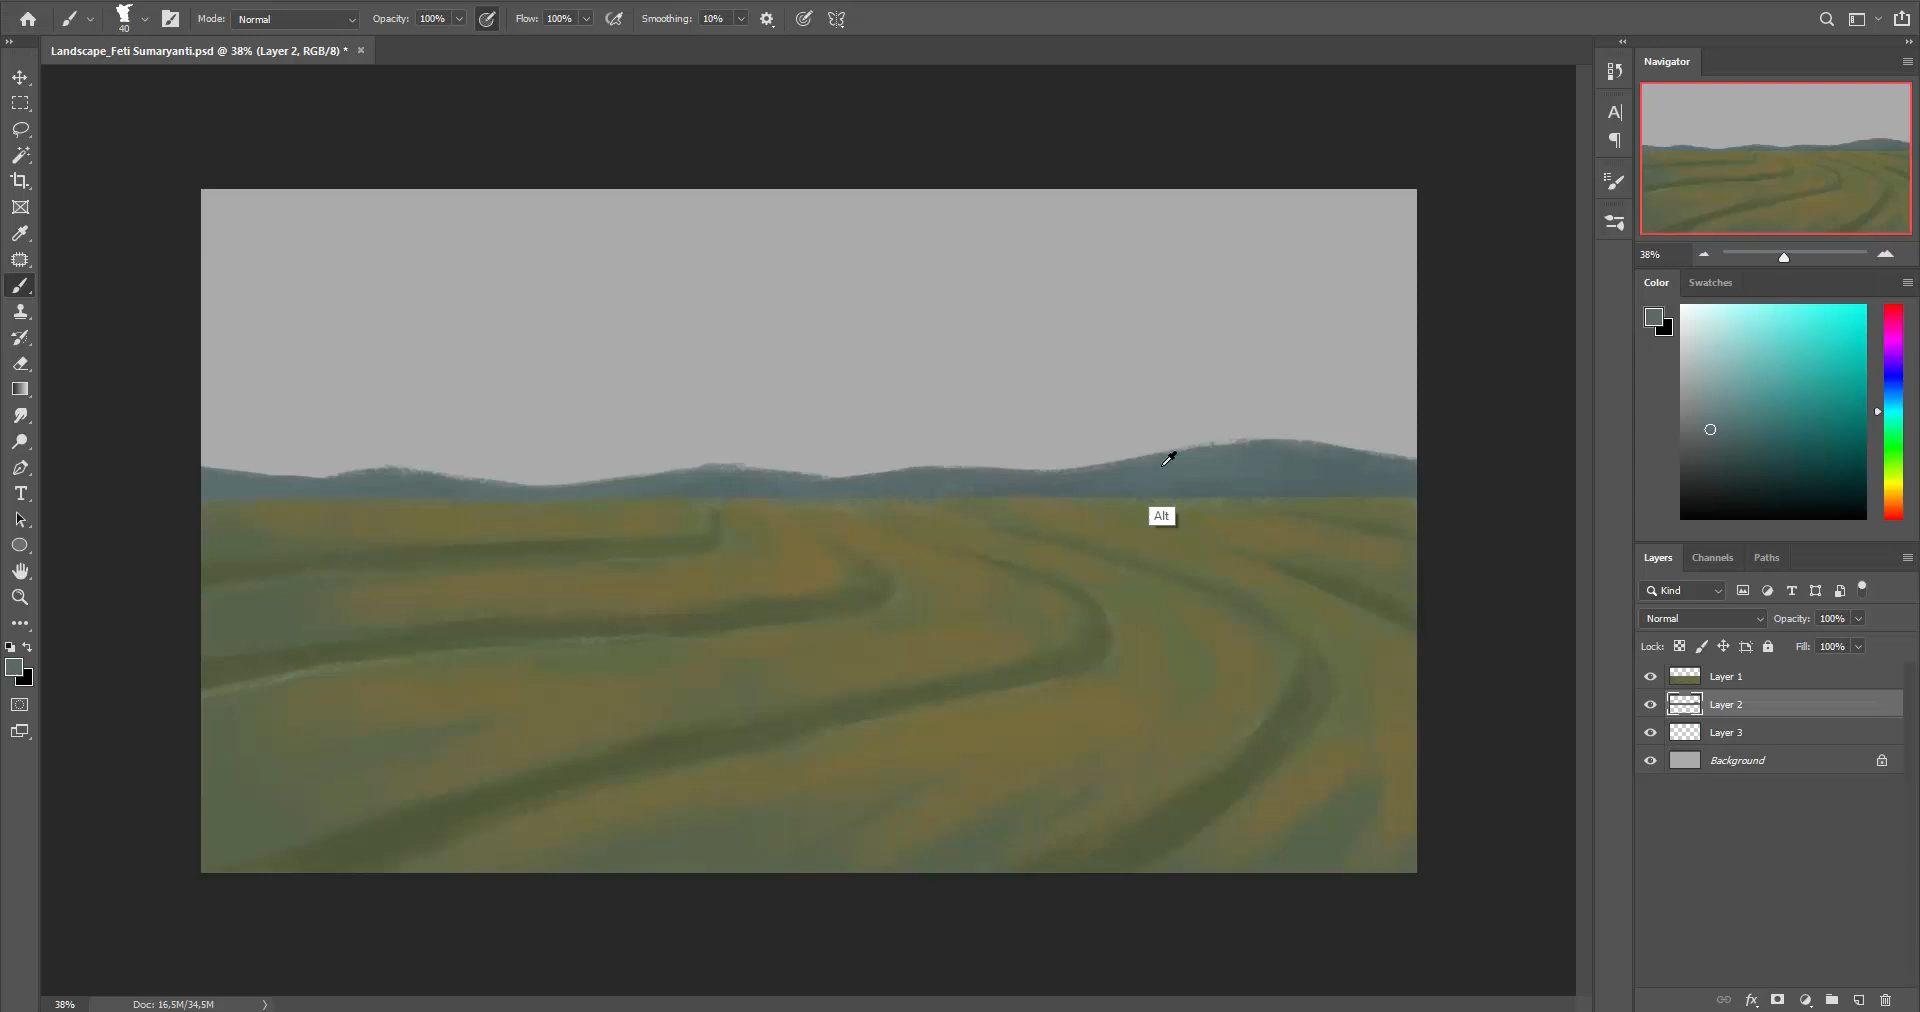 Mode: Normal Opacity: 100% Flow: 100% Smoothing: 10%
40
Landscape_Feti Sumaryanti.psd @ 38% (Layer 2, RGB/8) * ×
Navigator
38%
Color Swatches
Alt
Layers Channels Paths
Kind
Normal Opacity: 100%
Lock: Fill: 100%
Layer 1
Layer 2
Layer 3
Background
38% Doc: 16,5M/34,5M